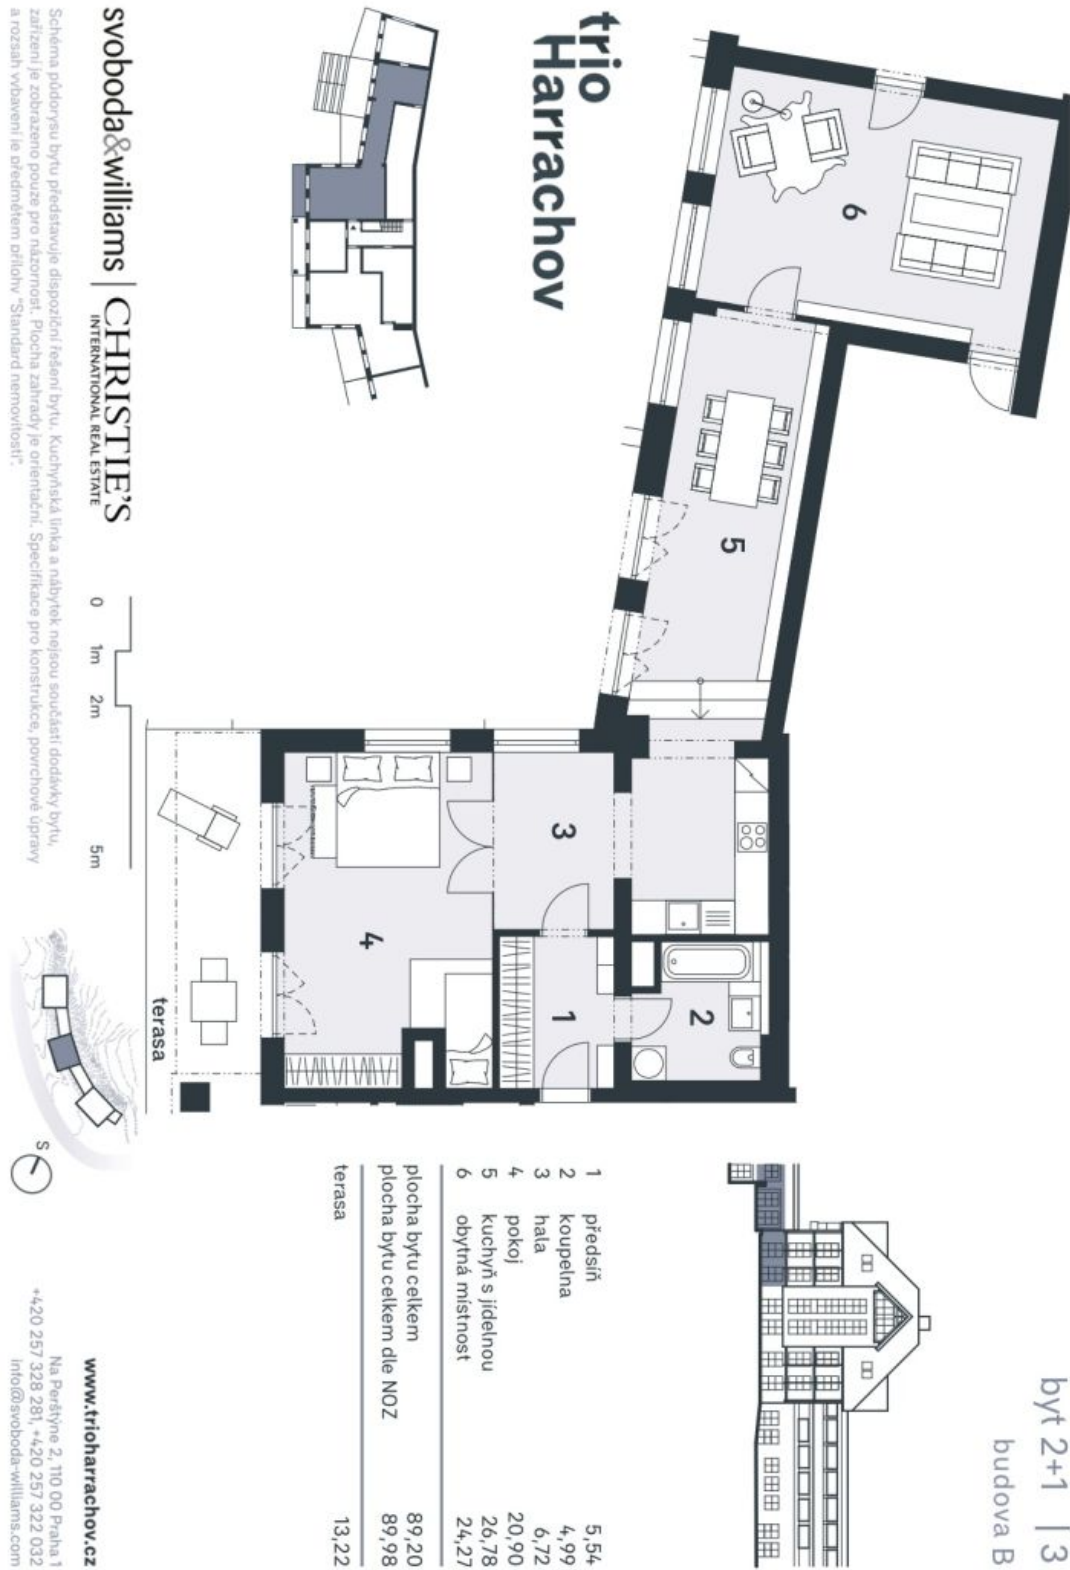 trio
Harrachov
byt 2+1 | 3
budova B
6
5
3
4
1
2
terasa
1 předsíň 5,54
2 koupelna 4,99
3 hala 6,72
4 pokoj 20,90
5 kuchyň s jídelnou 26,78
6 obytná místnost 24,27
plocha bytu celkem 89,20
plocha bytu celkem dle NOZ 89,98
terasa 13,22
0 1m 2m 5m
S
svoboda&williams | CHRISTIE'S
INTERNATIONAL REAL ESTATE
Schéma půdorysu bytu představuje dispoziční řešení bytu. Kuchyňská linka a nábytek nejsou součástí dodávky bytu,
zařízení je zobrazeno pouze pro názornost. Plocha zahrady je orientační. Specifikace pro konstrukce, povrchové úpravy
a rozsah vybavení je předmětem přílohy "Standard nemovitosti".
www.trioharrachov.cz
Na Perštýně 2, 110 00 Praha 1
+420 257 328 281, +420 257 322 032
info@svoboda-williams.com